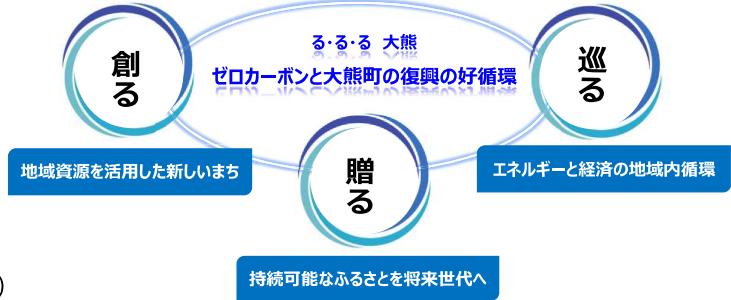 る・る・る 大熊
ゼロカーボンと大熊町の復興の好循環
創る
地域資源を活用した新しいまち
巡る
エネルギーと経済の地域内循環
贈る
持続可能なふるさとを将来世代へ
)